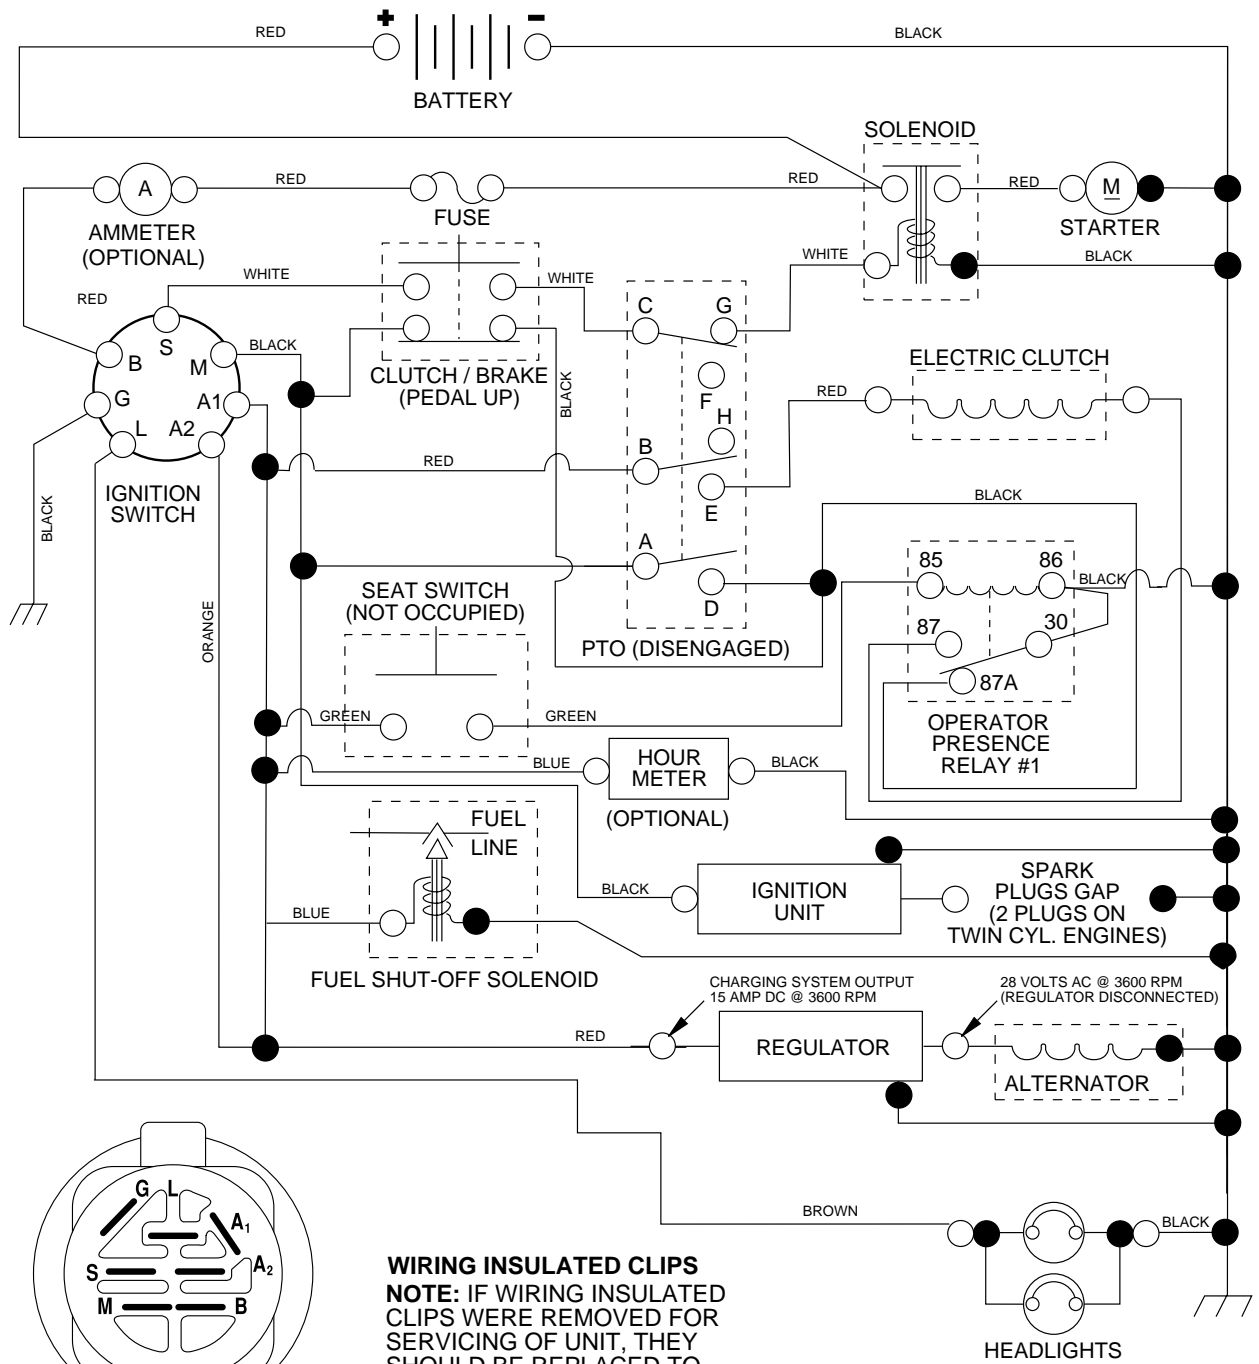 + -
RED
BLACK
BATTERY
SOLENOID
A
RED
RED
RED
M
FUSE
STARTER
AMMETER
(OPTIONAL)
WHITE
WHITE
WHITE
BLACK
RED
C G
S
BLACK
B
M
ELECTRIC CLUTCH
CLUTCH / BRAKE
(PEDAL UP)
BLACK
F
RED
G
A1
H
L
A2
B
RED
IGNITION
SWITCH
BLACK
E
BLACK
A
85 86
SEAT SWITCH
(NOT OCCUPIED)
BLACK
D
ORANGE
87 30
PTO (DISENGAGED)
87A
GREEN
GREEN
OPERATOR
PRESENCE
RELAY #1
BLUE
HOUR
METER
BLACK
(OPTIONAL)
FUEL
LINE
BLACK
IGNITION
UNIT
SPARK
PLUGS GAP
(2 PLUGS ON
TWIN CYL. ENGINES)
BLUE
FUEL SHUT-OFF SOLENOID
CHARGING SYSTEM OUTPUT
15 AMP DC @ 3600 RPM
28 VOLTS AC @ 3600 RPM
(REGULATOR DISCONNECTED)
RED
REGULATOR
ALTERNATOR
G L
A1
A2
S
M
B
BROWN
BLACK
HEADLIGHTS
WIRING INSULATED CLIPS
NOTE: IF WIRING INSULATED
CLIPS WERE REMOVED FOR
SERVICING OF UNIT, THEY
SHOULD BE REPLACED TO